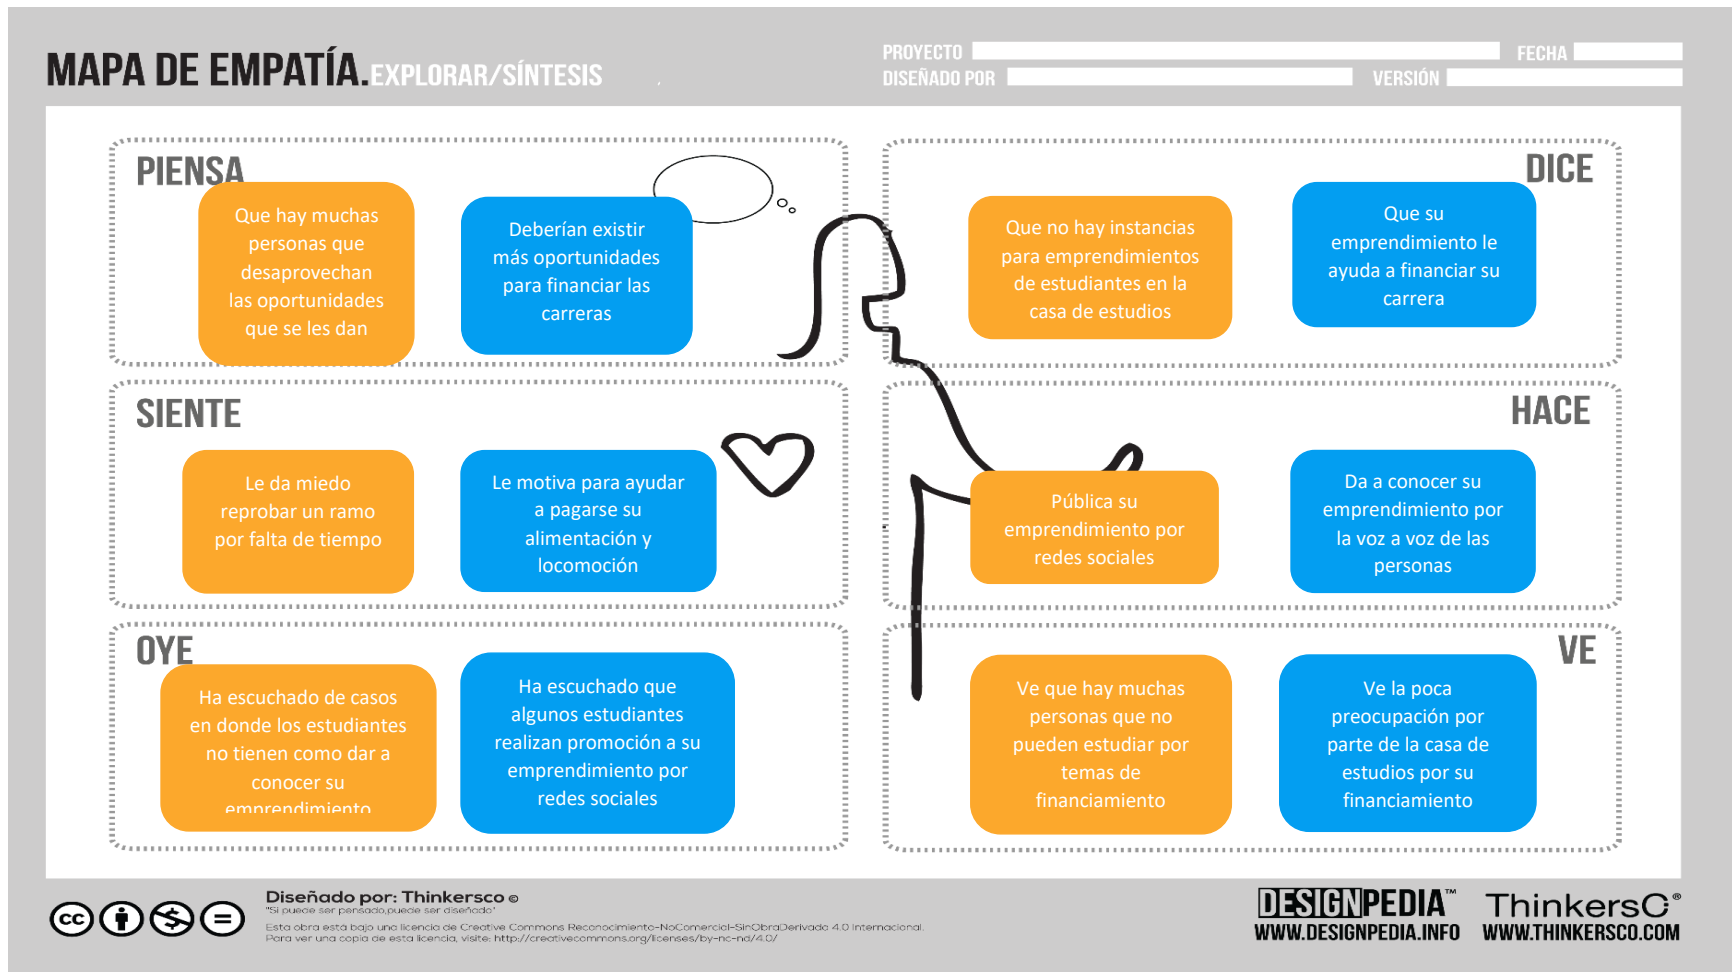 MAPA DE EMPATÍA. EXPLORAR/SÍNTESIS
PROYECTO
FECHA
DISEÑADO POR
VERSIÓN
PIENSA
Que hay muchas
personas que
desaprovechan
las oportunidades
que se les dan
Deberían existir
más oportunidades
para financiar las
carreras
DICE
Que no hay instancias
para emprendimientos
de estudiantes en la
casa de estudios
Que su
emprendimiento le
ayuda a financiar su
carrera
SIENTE
Le da miedo
reprobar un ramo
por falta de tiempo
Le motiva para ayudar
a pagarse su
alimentación y
locomoción
HACE
Pública su
emprendimiento por
redes sociales
Da a conocer su
emprendimiento por
la voz a voz de las
personas
OYE
Ha escuchado de casos
en donde los estudiantes
no tienen como dar a
conocer su
emprendimiento
Ha escuchado que
algunos estudiantes
realizan promoción a su
emprendimiento por
redes sociales
VE
Ve que hay muchas
personas que no
pueden estudiar por
temas de
financiamiento
Ve la poca
preocupación por
parte de la casa de
estudios por su
financiamiento
cc
Diseñado por: Thinkersco ©
"Si puede ser pensado,puede ser diseñado"
Esta obra está bajo una licencia de Creative Commons Reconocimiento-NoComercial-SinObraDerivada 4.0 Internacional.
Para ver una copia de esta licencia, visite: http://creativecommons.org/licenses/by-nc-nd/4.0/
DESIGNPEDIA™
WWW.DESIGNPEDIA.INFO
ThinkersCo®
WWW.THINKERSCO.COM